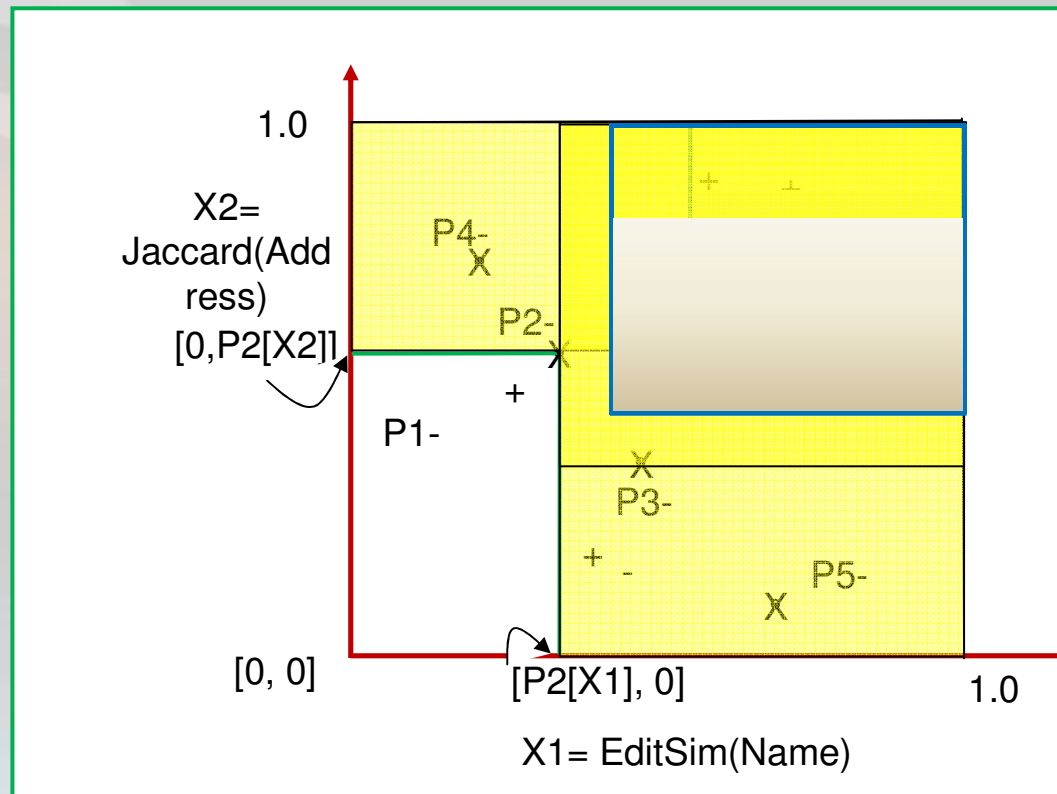 1.0
X2=
Jaccard(Add
ress)
[0,P2[X2]]
P4-
X
P2-
X
+
P1-
+
X
P3-
+
-
P5-
X
[0, 0]
[P2[X1], 0]
1.0
X1= EditSim(Name)